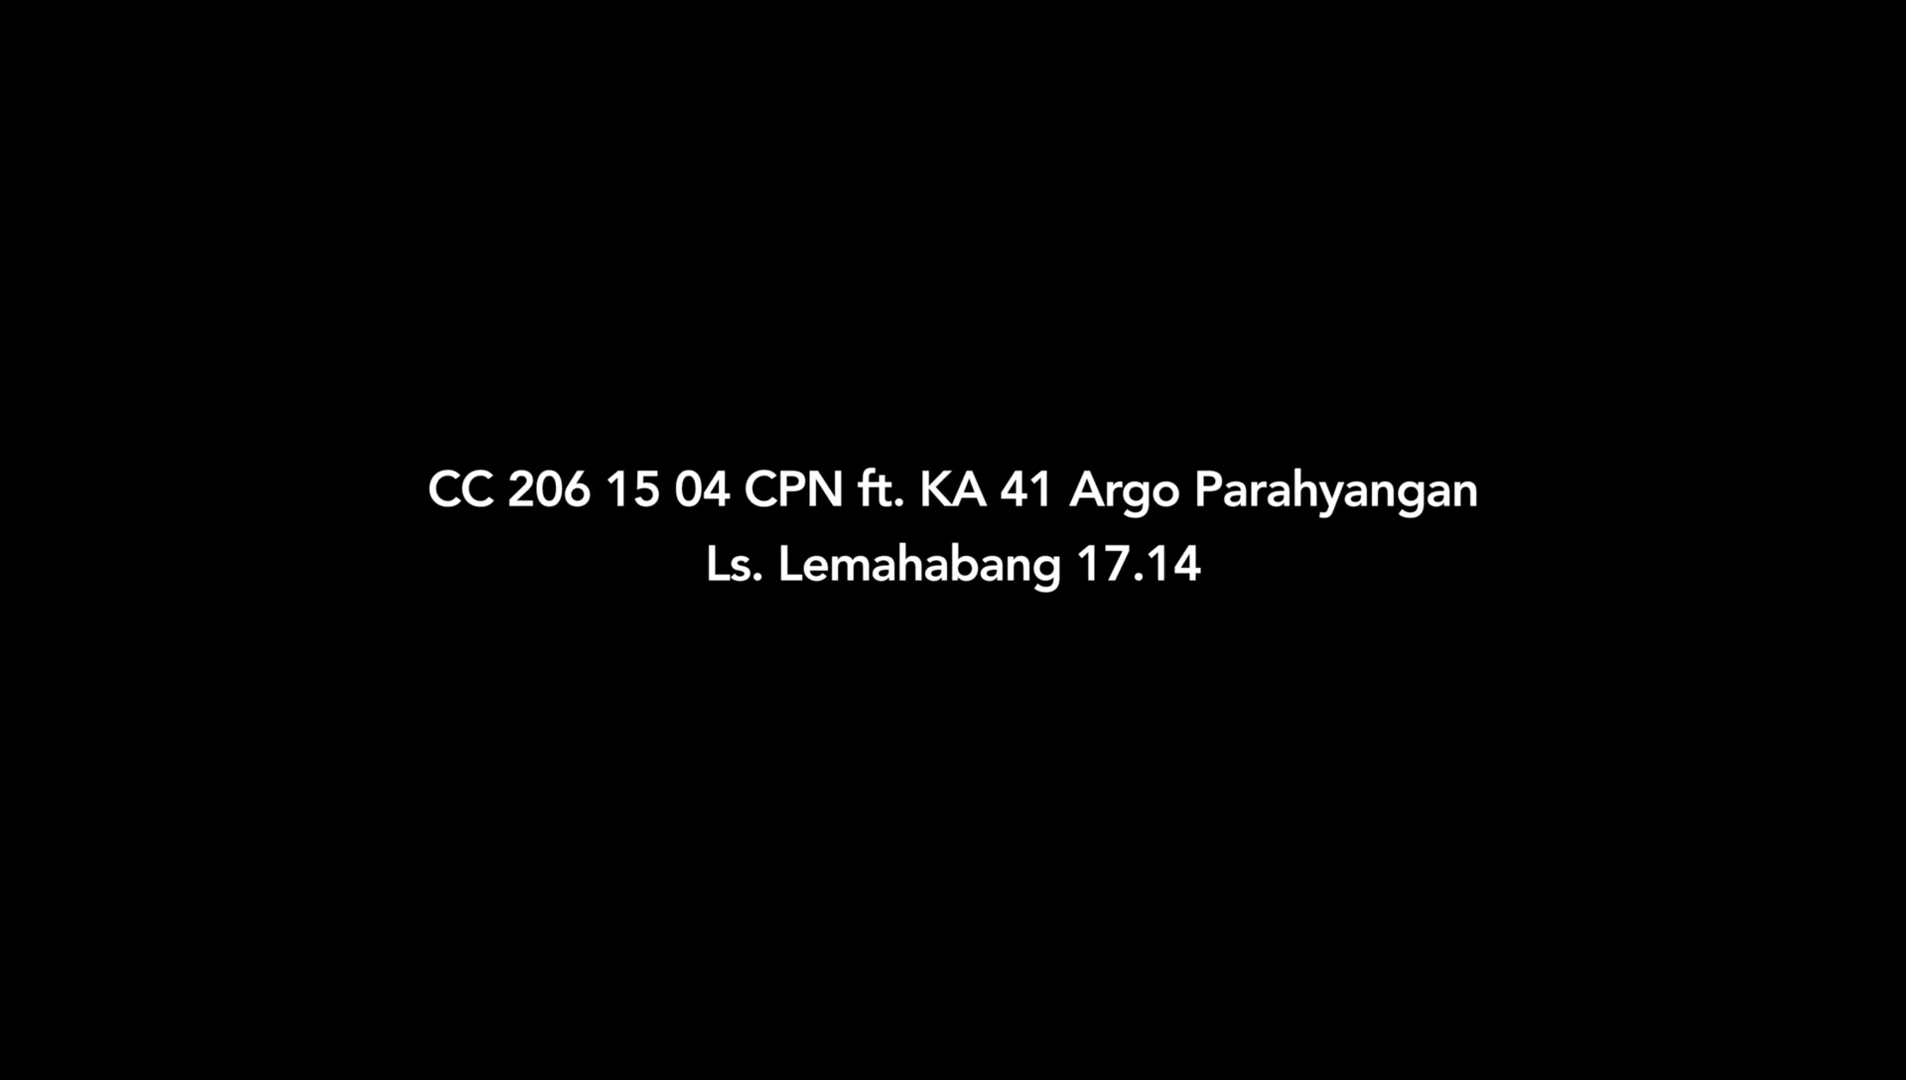 CC 206 15 04 CPN ft. KA 41 Argo Parahyangan
Ls. Lemahabang 17.14